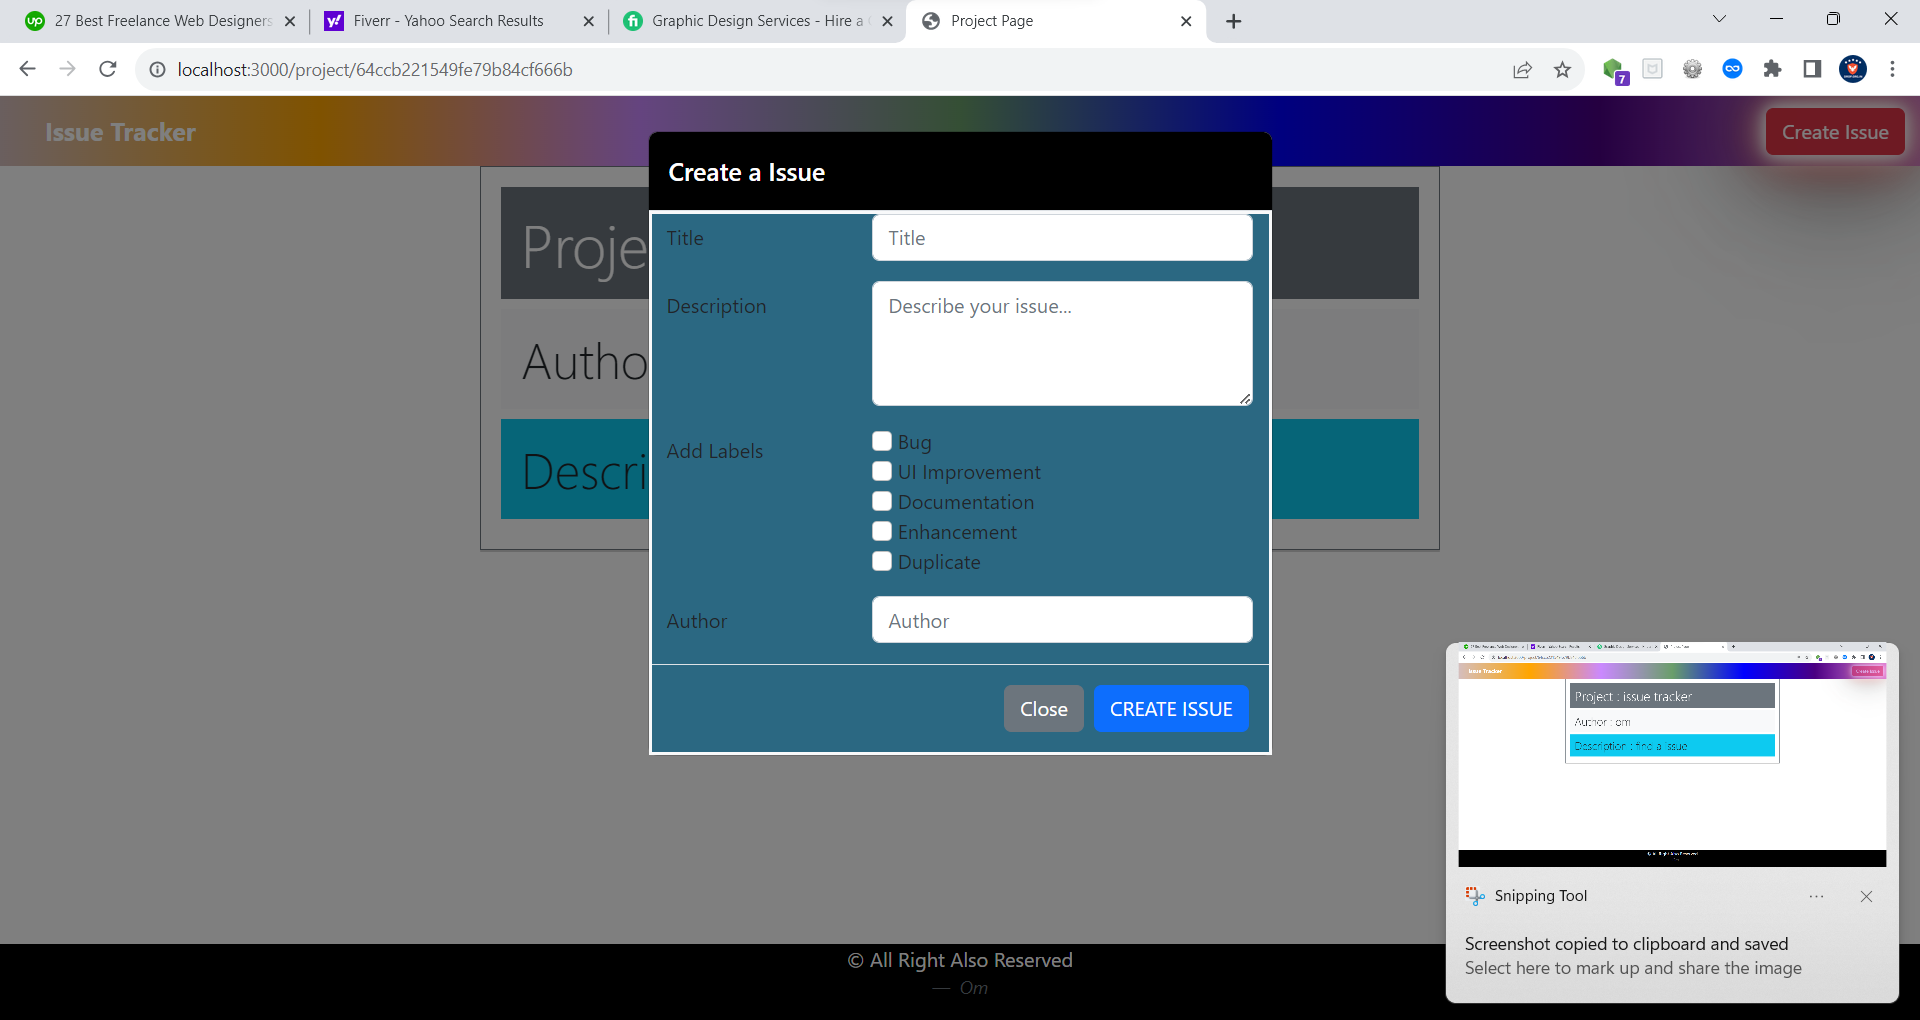 27 Best Freelance Web Designers
Fiverr - Yahoo Search Results
Graphic Design Services - Hire a
Project Page
localhost:3000/project/64ccb221549fe79b84cf666b
7
Issue Tracker
Create Issue
Create a Issue
Proje
Autho
Descri
Title
Title
Description
Describe your issue...
Add Labels
Bug
UI Improvement
Documentation
Enhancement
Duplicate
Author
Author
Close
CREATE ISSUE
© All Right Also Reserved
— Om
Issue Tracker
Create Issue
Project : issue tracker
Author : om
Description : find a issue
Snipping Tool
Screenshot copied to clipboard and saved
Select here to mark up and share the image